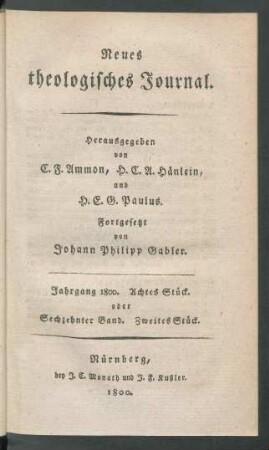 Neues
theologisches Journal.
Herausgegeben
von
C. F. Ammon, H. C. A. Hänlein,
und
H. E. G. Paulus.
Fortgesetzt
von
Johann Philipp Gabler.
Jahrgang 1800. Achtes Stück.
oder
Sechzehnter Band. Zweites Stück.
Nürnberg,
bey J. C. Monath und J. F. Kußler.
1800.